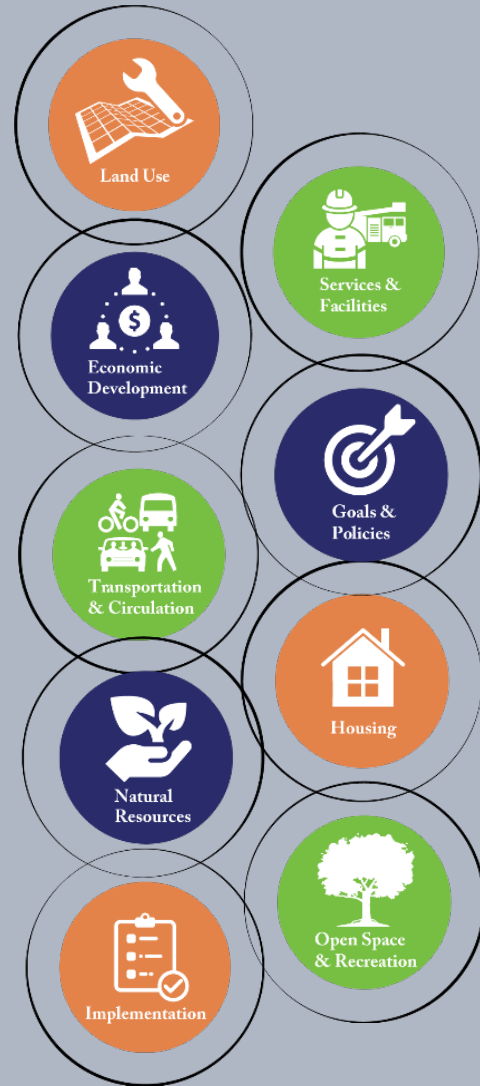 Land Use
Services &
Facilities
Economic
Development
$
Goals &
Policies
Transportation
& Circulation
Housing
Natural
Resources
Open Space
& Recreation
Implementation